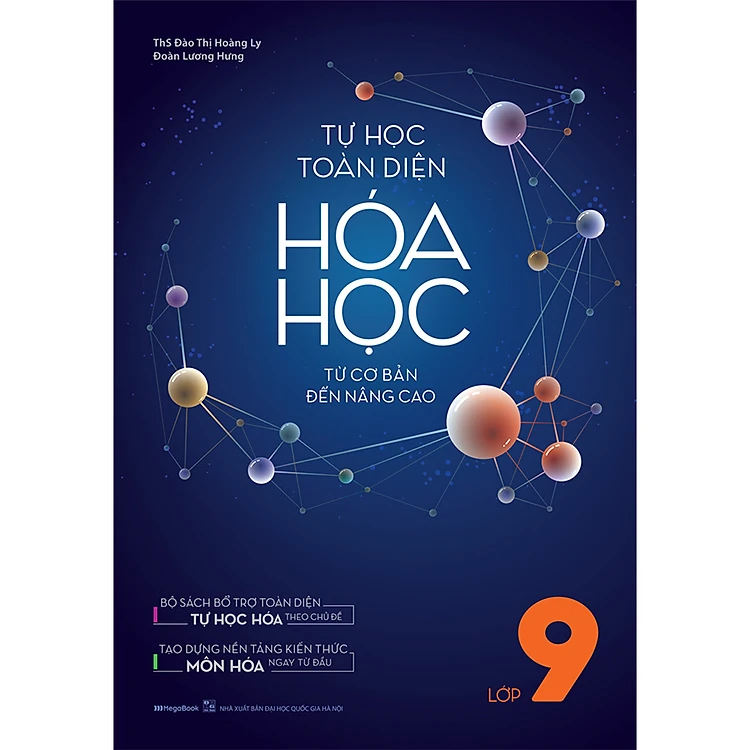 ThS Đào Thị Hoàng Ly
Đoàn Lương Hưng
TỰ HỌC
TOÀN DIỆN
HÓA
HỌC
TỪ CƠ BẢN
ĐẾN NÂNG CAO
BỘ SÁCH BỔ TRỢ TOÀN DIỆN
TỰ HỌC HÓA THEO CHỦ ĐỀ
TẠO DỰNG NỀN TẢNG KIẾN THỨC
MÔN HÓA NGAY TỪ ĐẦU
LỚP 9
MegaBook NHÀ XUẤT BẢN ĐẠI HỌC QUỐC GIA HÀ NỘI